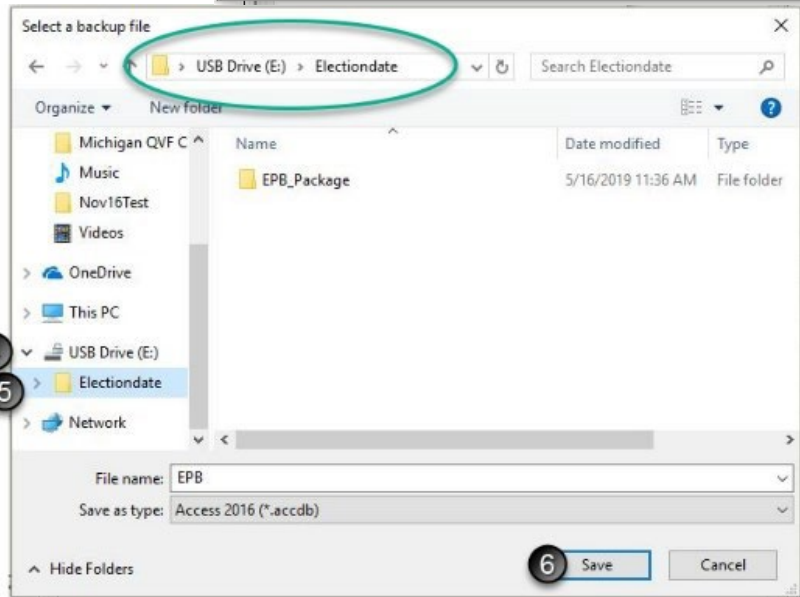 Select a backup file
USB Drive (E:) > Electiondate
Search Electiondate
Organize
New folder
?
Michigan QVF C
Name
Date modified
Type
Music
EPB_Package
5/16/2019 11:36 AM
File folder
Nov16Test
Videos
OneDrive
This PC
USB Drive (E:)
5
Electiondate
Network
File name: EPB
Save as type: Access 2016 (*.accdb)
Hide Folders
6
Save
Cancel